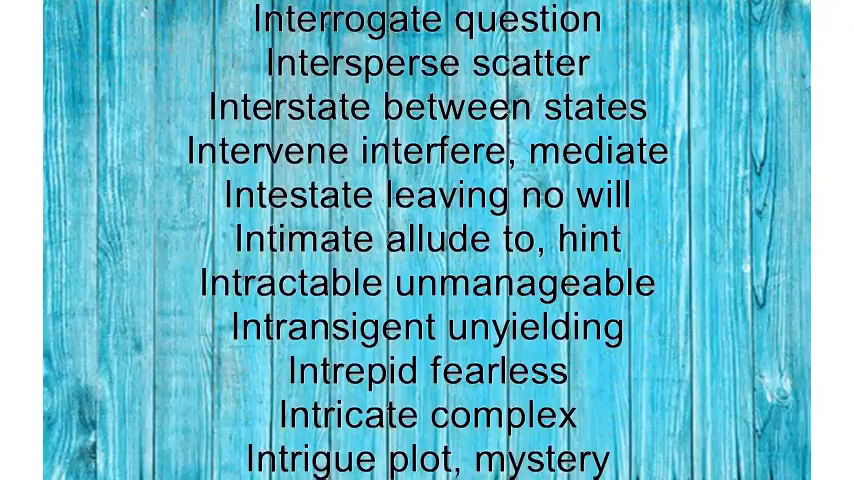 Interrogate question
Intersperse scatter
Interstate between states
Intervene interfere, mediate
Intestate leaving no will
Intimate allude to, hint
Intractable unmanageable
Intransigent unyielding
Intrepid fearless
Intricate complex
Intrigue plot, mystery